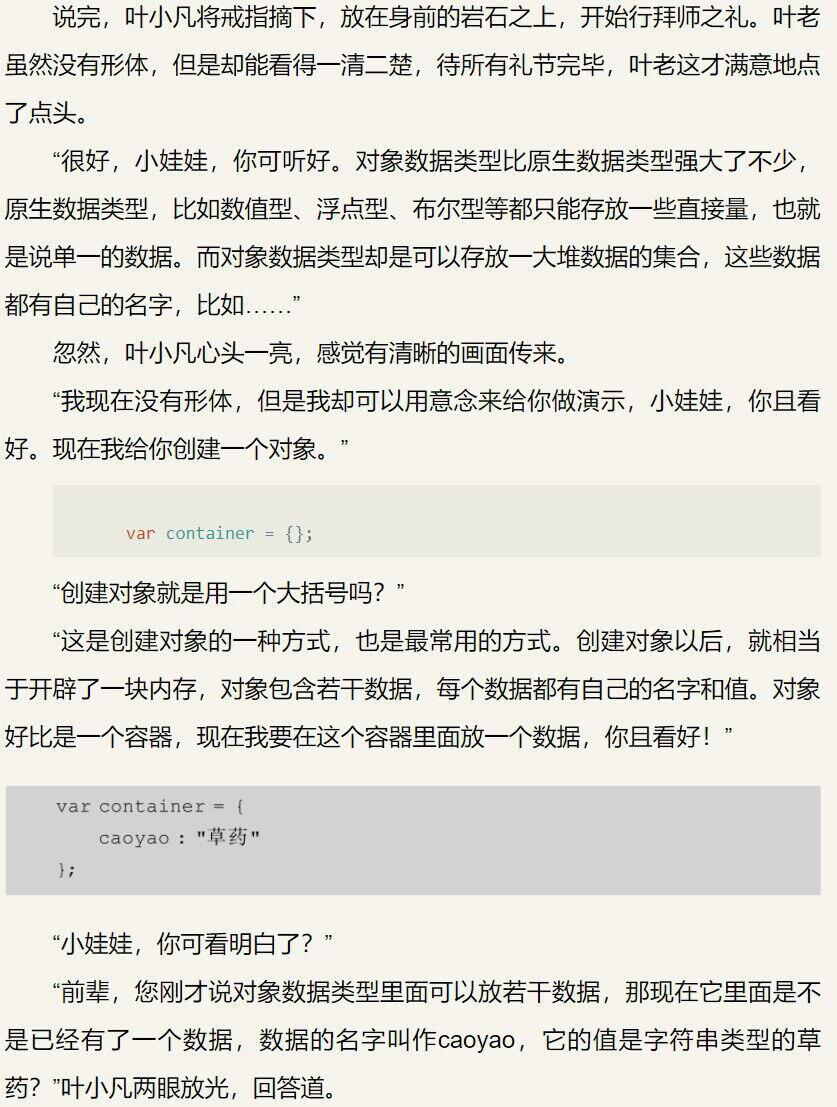 说完，叶小凡将戒指摘下，放在身前的岩石之上，开始行拜师之礼。叶老
虽然没有形体，但是却能看得一清二楚，待所有礼节完毕，叶老这才满意地点
了点头。
“很好，小娃娃，你可听好。对象数据类型比原生数据类型强大了不少，
原生数据类型，比如数值型、浮点型、布尔型等都只能存放一些直接量，也就
是说单一的数据。而对象数据类型却是可以存放一大堆数据的集合，这些数据
都有自己的名字，比如……”
忽然，叶小凡心头一亮，感觉有清晰的画面传来。
“我现在没有形体，但是我却可以用意念来给你做演示，小娃娃，你且看
好。现在我给你创建一个对象。”
var container = {};
“创建对象就是用一个大括号吗？”
“这是创建对象的一种方式，也是最常用的方式。创建对象以后，就相当
于开辟了一块内存，对象包含若干数据，每个数据都有自己的名字和值。对象
好比是一个容器，现在我要在这个容器里面放一个数据，你且看好！”
var container = {
caoyao : "草药"
};
“小娃娃，你可看明白了？”
“前辈，您刚才说对象数据类型里面可以放若干数据，那现在它里面是不
是已经有了一个数据，数据的名字叫作caoyao，它的值是字符串类型的草
药？”叶小凡两眼放光，回答道。